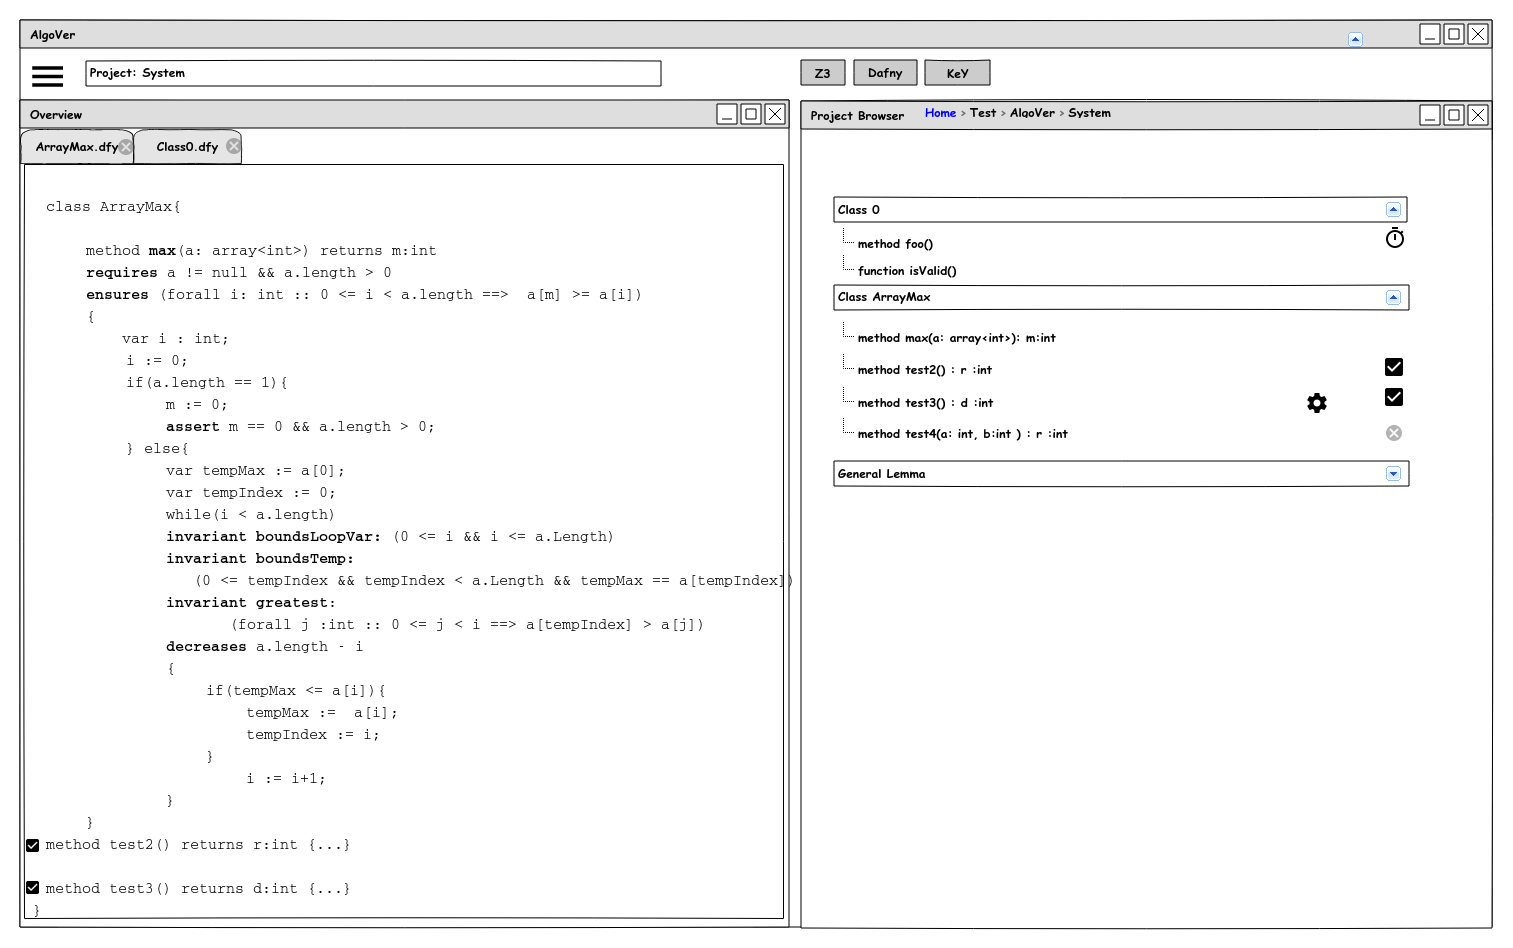 AlgoVer
Project: System
Z3
Dafny
KeY
Overview
ArrayMax.dfy
Class0.dfy
class ArrayMax{
method max(a: array<int>) returns m:int
requires a != null && a.length > 0
ensures (forall i: int :: 0 <= i < a.length ==>  a[m] >= a[i])
{
var i : int;
i := 0;
if(a.length == 1){
m := 0;
assert m == 0 && a.length > 0;
} else{
var tempMax := a[0];
var tempIndex := 0;
while(i < a.length)
invariant boundsLoopVar: (0 <= i && i <= a.Length)
invariant boundsTemp:
(0 <= tempIndex && tempIndex < a.Length && tempMax == a[tempIndex])
invariant greatest:
(forall j :int :: 0 <= j < i ==> a[tempIndex] > a[j])
decreases a.length - i
{
if(tempMax <= a[i]){
tempMax :=  a[i];
tempIndex := i;
}
i := i+1;
}
}
method test2() returns r:int {...}
method test3() returns d:int {...}
}
Project Browser
Home > Test > AlgoVer > System
Class 0
method foo()
function isValid()
Class ArrayMax
method max(a: array<int>): m:int
method test2() : r :int
method test3() : d :int
method test4(a: int, b:int ) : r :int
General Lemma